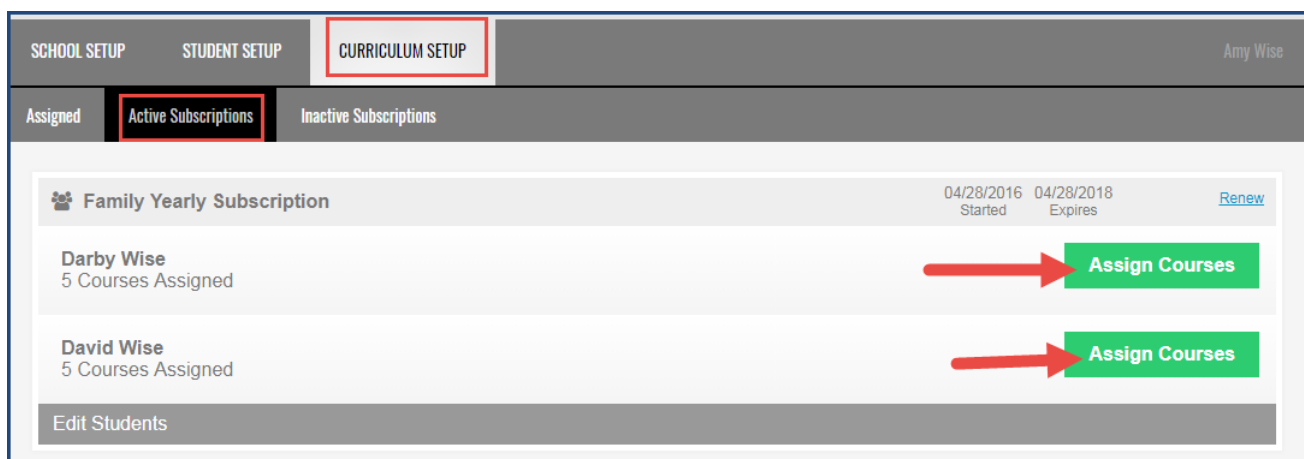 SCHOOL SETUP STUDENT SETUP CURRICULUM SETUP Amy Wise
Assigned Active Subscriptions Inactive Subscriptions
Family Yearly Subscription 04/28/2016 04/28/2018 Renew
Started Expires
Darby Wise
5 Courses Assigned
Assign Courses
David Wise
5 Courses Assigned
Assign Courses
Edit Students